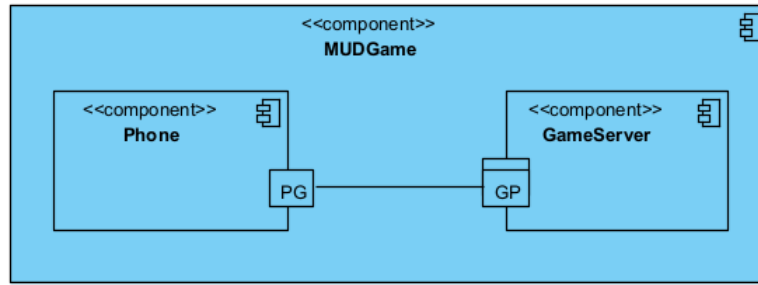 <<component>>
MUDGame
<<component>>
Phone
<<component>>
GameServer
PG
GP